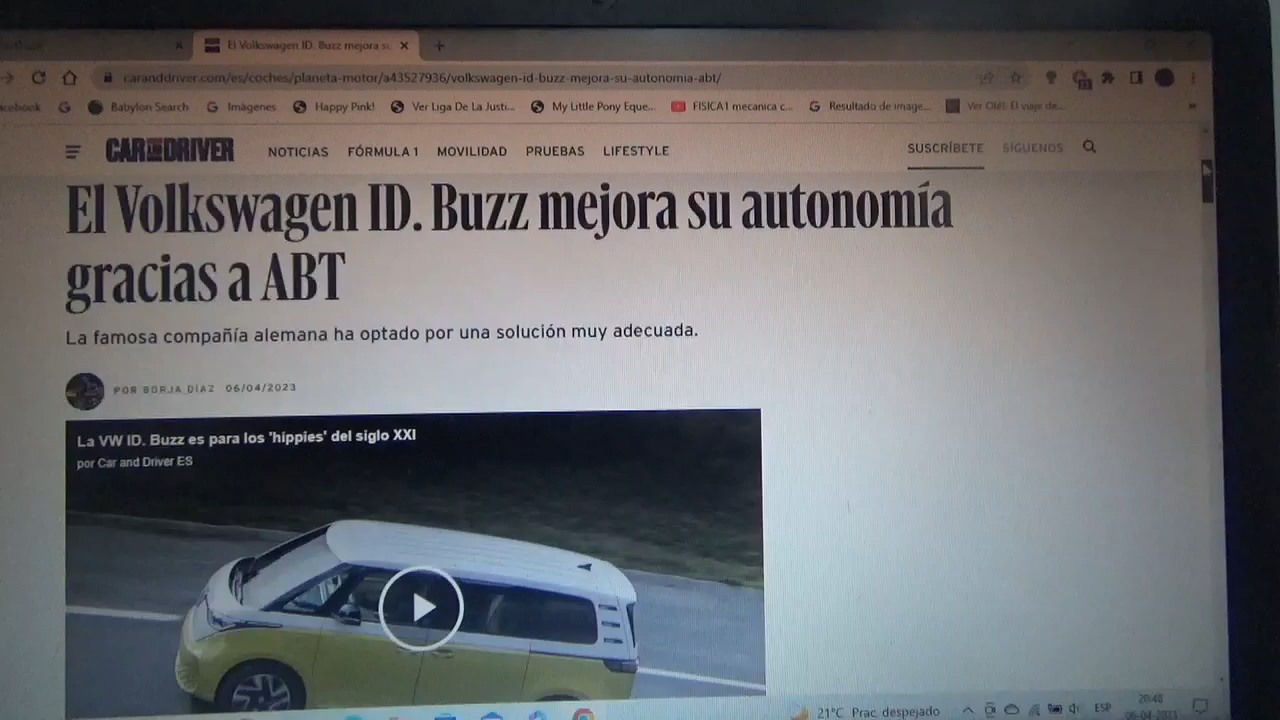 El Volkswagen ID. Buzz mejora su
caranddriver.com/es/coches/planeta-motor/a43527936/volkswagen-id-buzz-mejora-su-autonomia-abt/
Babylon Search Imágenes Happy Pink! Ver Liga De La Justi... My Little Pony Eque... FISICA1 mecanica c... Resultado de image... Ver Olé! El viaje de...
CAR AND DRIVER NOTICIAS FÓRMULA 1 MOVILIDAD PRUEBAS LIFESTYLE SUSCRÍBETE SÍGUENOS
El Volkswagen ID. Buzz mejora su autonomía
gracias a ABT
La famosa compañía alemana ha optado por una solución muy adecuada.
POR BORJA DÍAZ 06/04/2023
La VW ID. Buzz es para los 'hippies' del siglo XXI
por Car and Driver ES
21°C Prac. despejado ESP 20:48